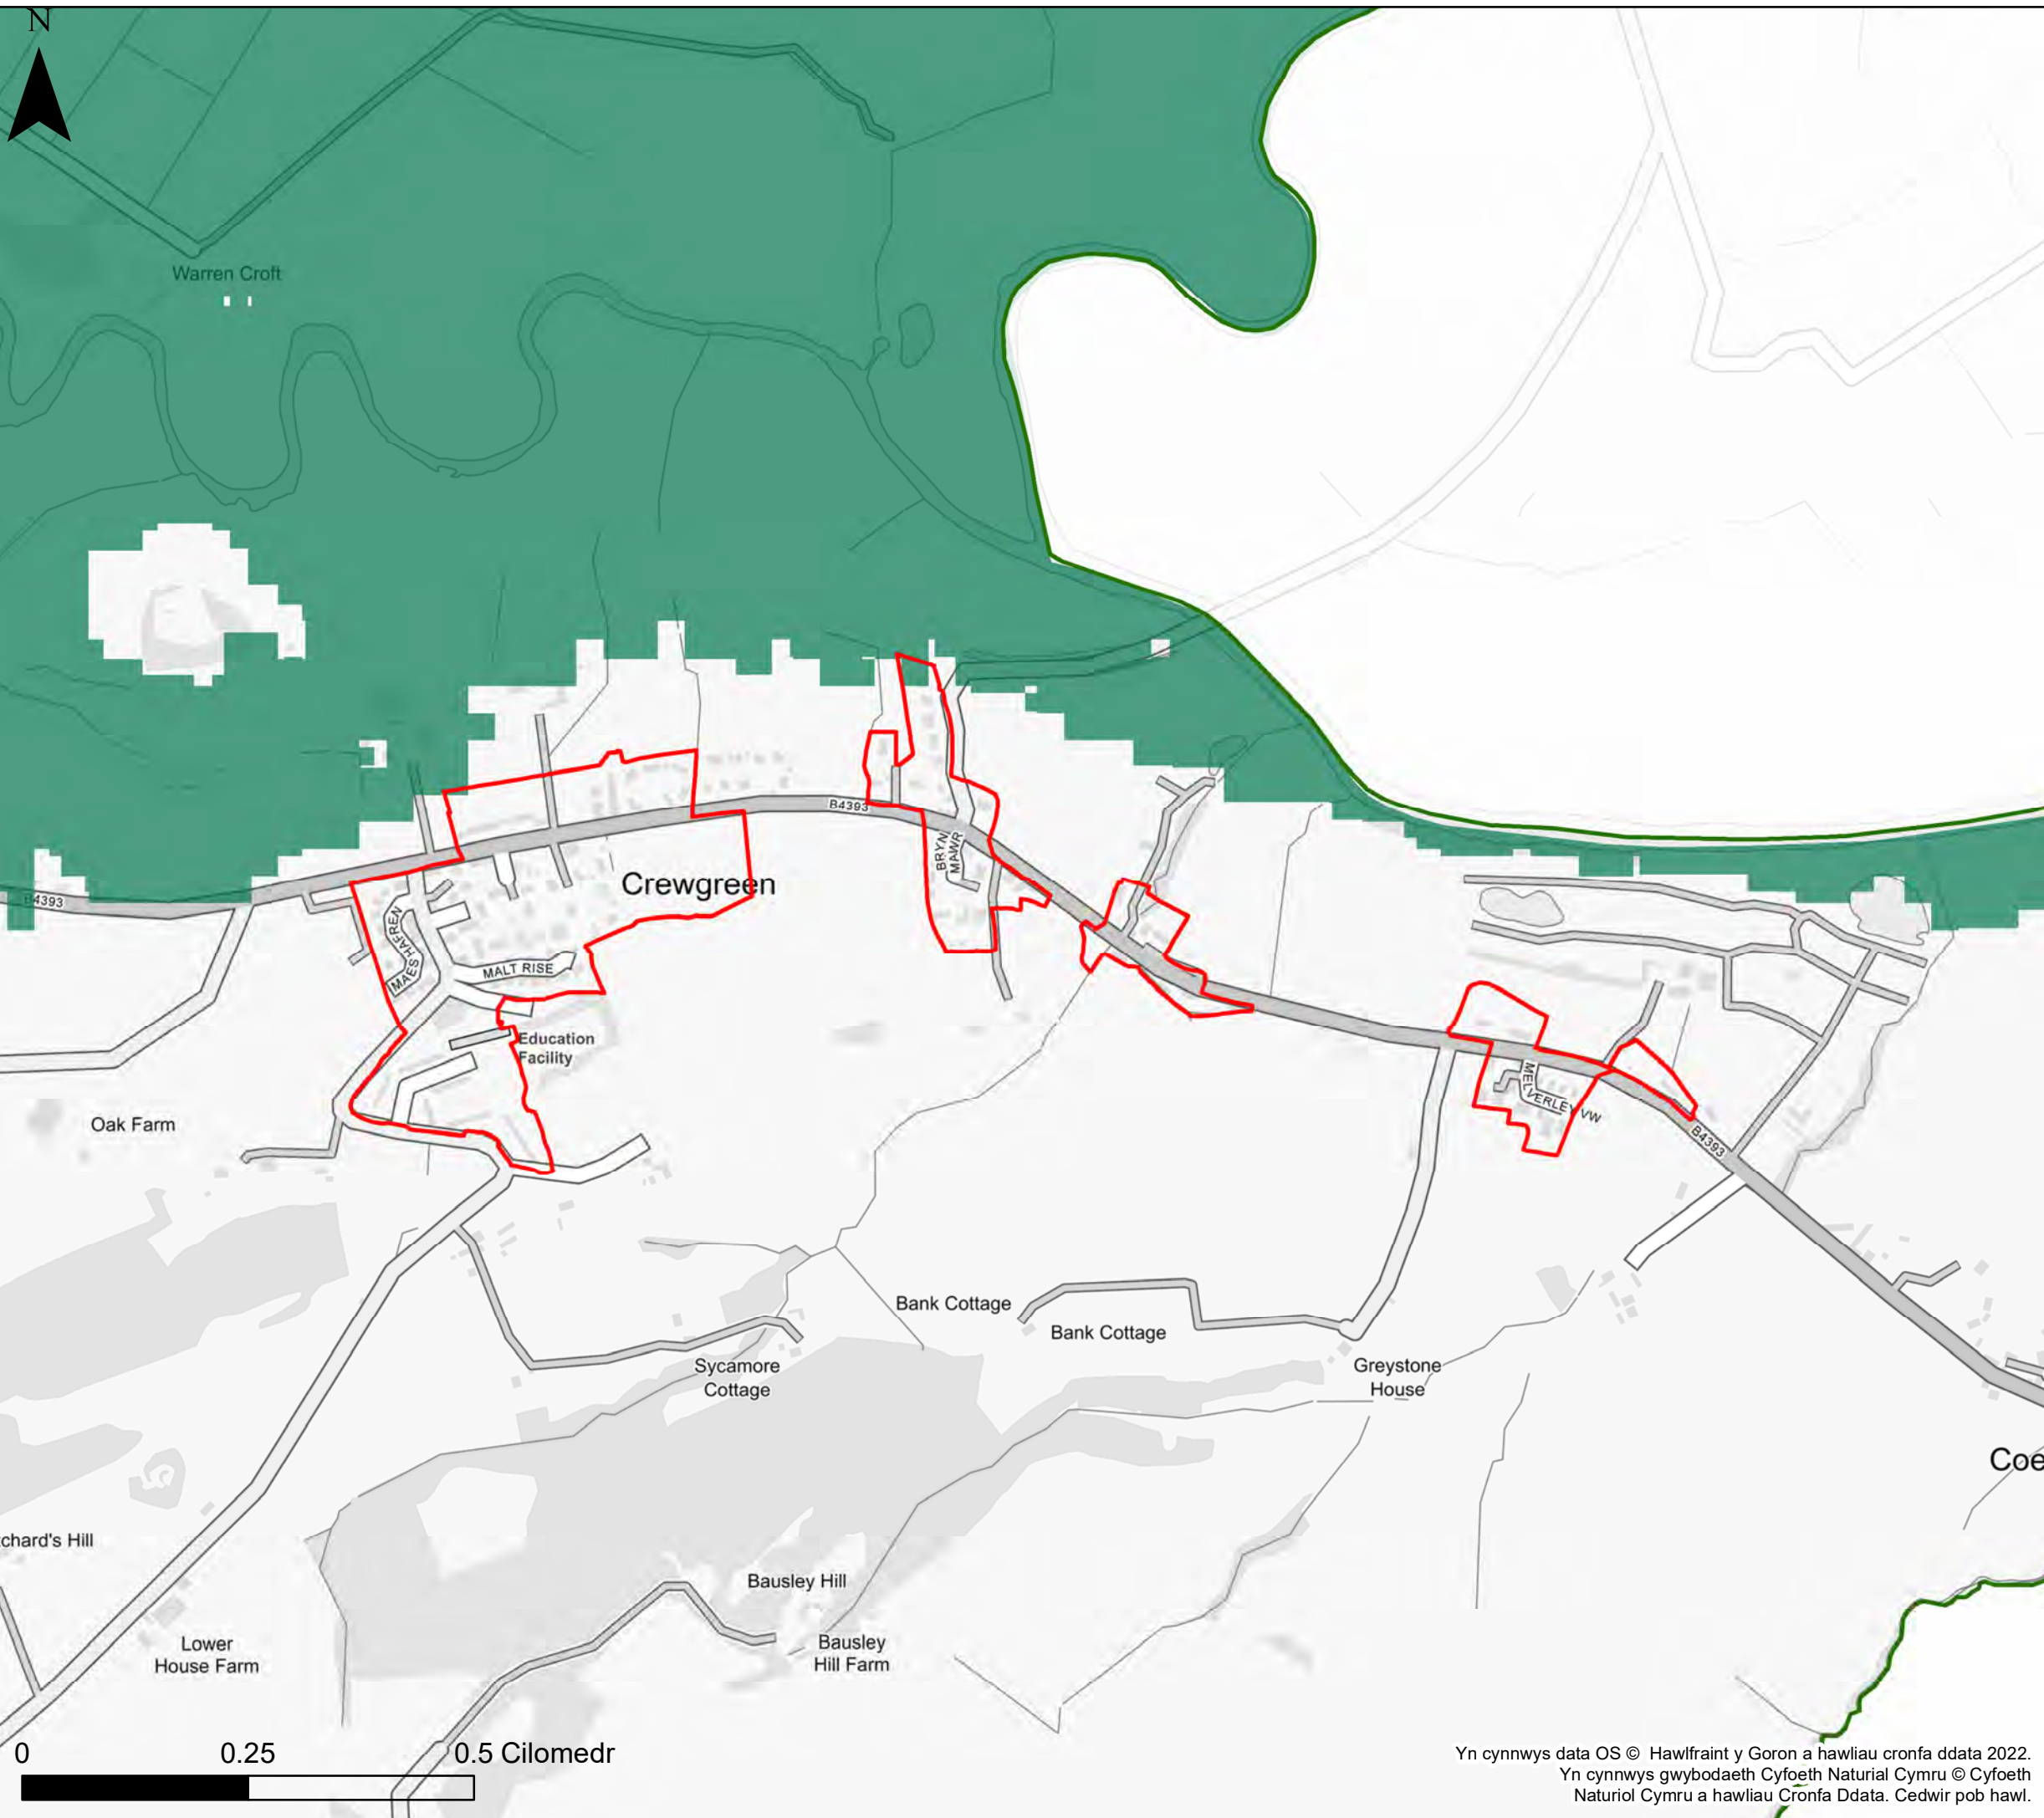 N
Warren Croft
B4393
B4393
BRYN
MAWR
Crewgreen
MAES HAFREN
MALT RISE
Education
Facility
MELVERLEY VW
B4393
Oak Farm
Bank Cottage
Bank Cottage
Sycamore
Cottage
Greystone
House
Coe
chard's Hill
Bausley Hill
Lower
House Farm
Bausley
Hill Farm
0 0.25 0.5 Cilomedr
Yn cynnwys data OS © Hawlfraint y Goron a hawliau cronfa ddata 2022.
Yn cynnwys gwybodaeth Cyfoeth Naturial Cymru © Cyfoeth
Naturiol Cymru a hawliau Cronfa Ddata. Cedwir pob hawl.